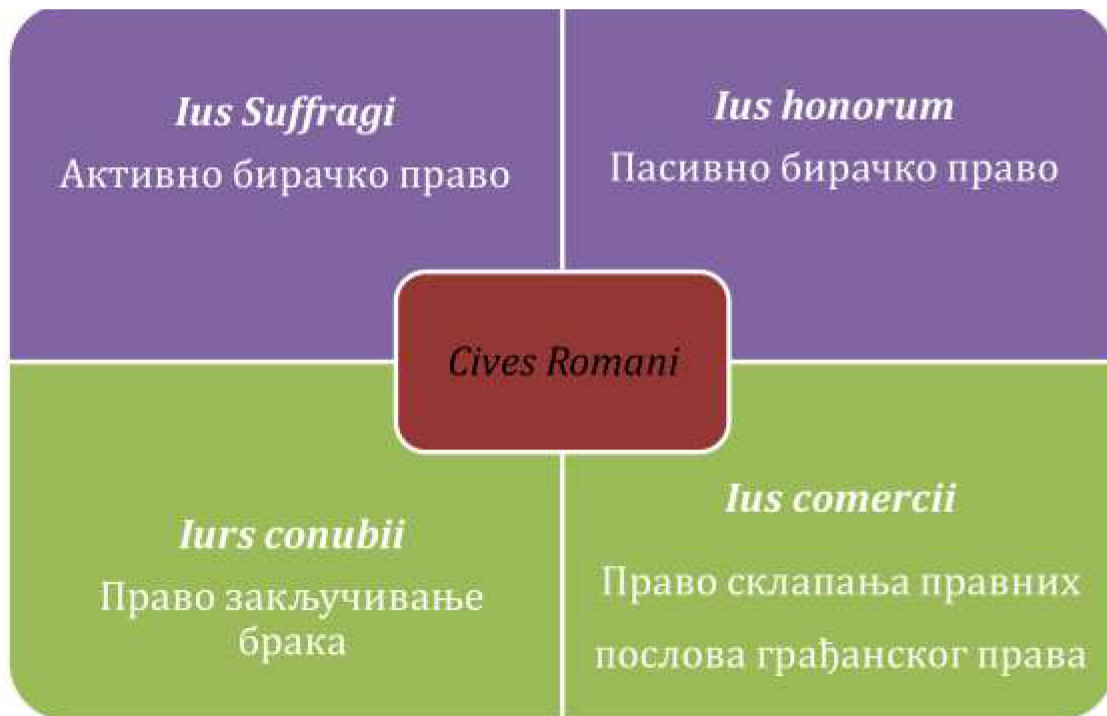 Ius Suffragi
Активно бирачко право
Ius honorum
Пасивно бирачко право
Cives Romani
Iurs conubii
Право закључивање
брака
Ius comercii
Право склапања правних
послова грађанског права